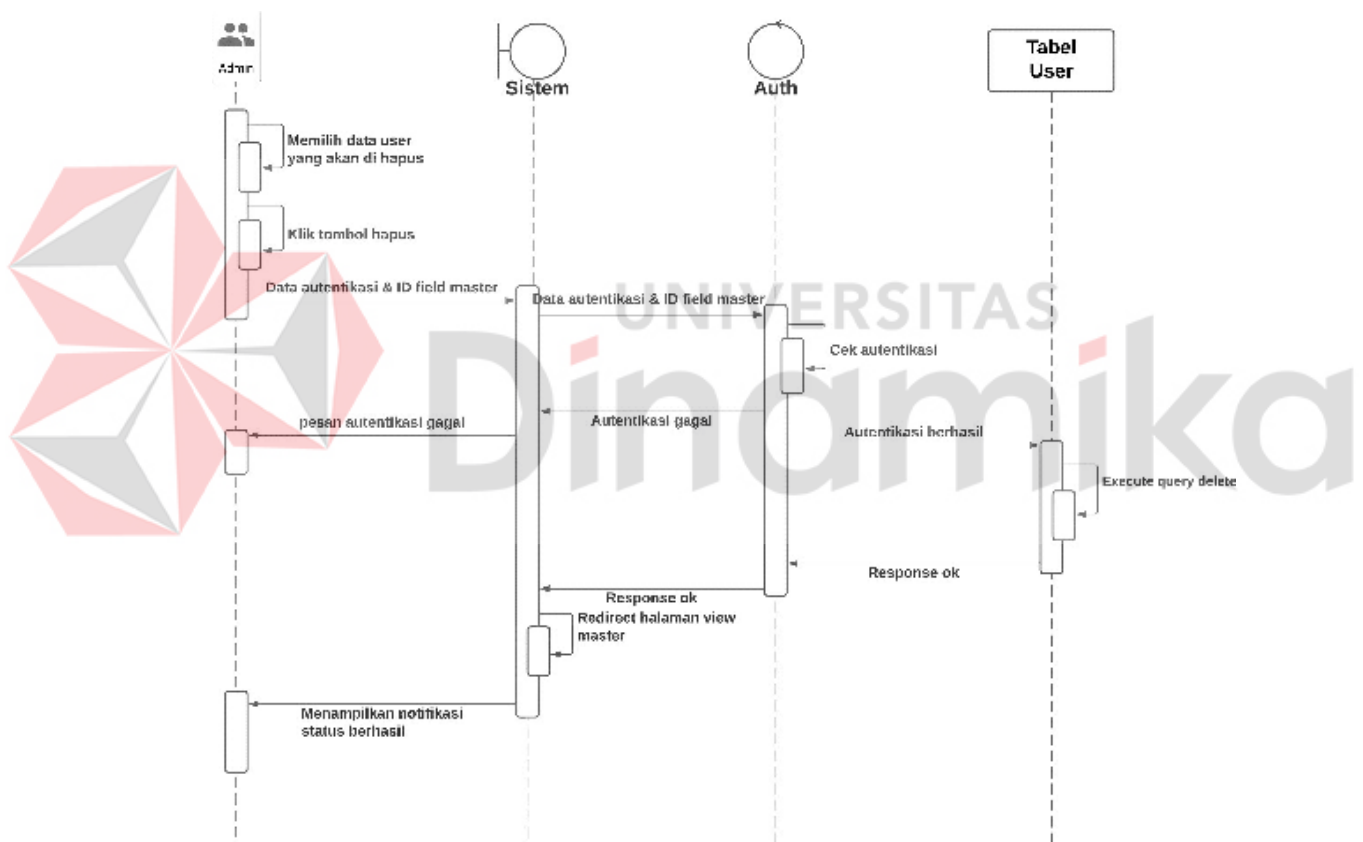 Admin
Sistem
Auth
Tabel
User
Memilih data user
yang akan di hapus
Klik tombol hapus
Data autentikasi & ID field master
Data autentikasi & ID field master
UNIVERSITAS
Dinamika
Cek autentikasi
pesan autentikasi gagal
Autentikasi gagal
Autentikasi berhasil
Execute query delete
Response ok
Response ok
Redirect halaman view
master
Menampilkan notifikasi
status berhasil